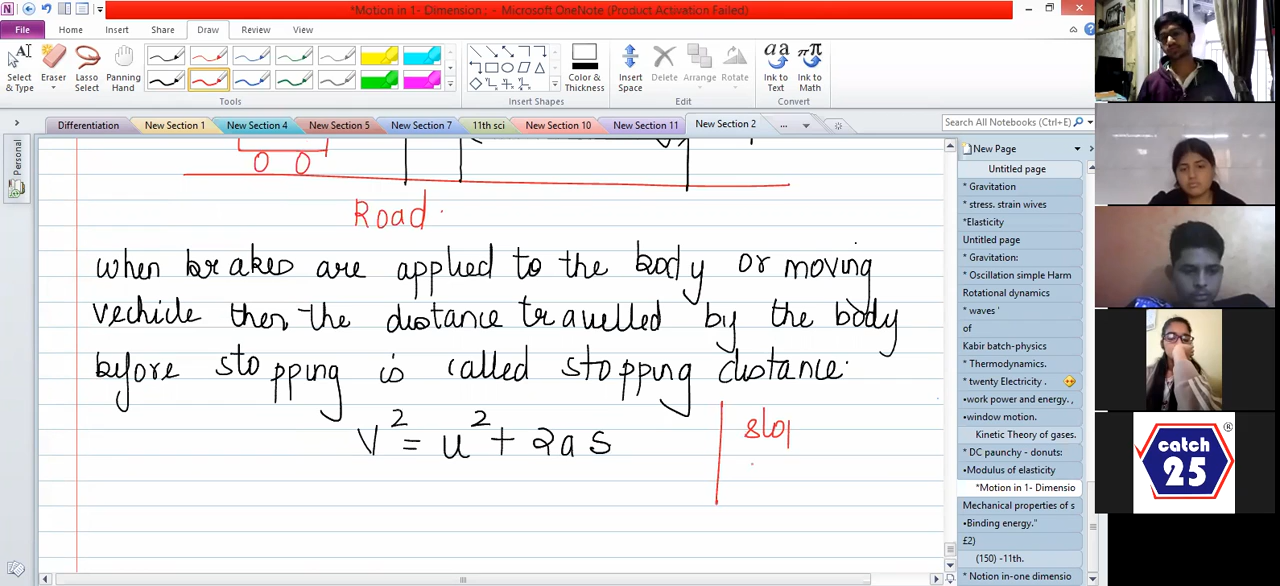 *Motion in 1- Dimension : - Microsoft OneNote (Product Activation Failed)
File Home Insert Share Draw Review View
Select & Type
Eraser
Lasso Select
Panning Hand
Color & Thickness
Insert Space
Delete
Arrange
Rotate
Ink to Text
Ink to Math
Tools
Insert Shapes
Edit
Convert
Differentiation New Section 1 New Section 4 New Section 5 New Section 7 11th sci New Section 10 New Section 11 New Section 2 ...
Search All Notebooks (Ctrl+E)
Personal
Road
when brakes are applied to the body or moving
vechicle then the distance travelled by the body
before stopping is called stopping distance.
V² = u² + 2as
New Page
Untitled page
* Gravitation
* stress. strain wives
*Elasticity
Untitled page
* Gravitation:
* Oscillation simple Harm
Rotational dynamics
* waves '
of
Kabir batch-physics
* Thermodynamics.
* twenty Electricity .
•work power and energy. ,
•window motion.
Kinetic Theory of gases.
* DC paunchy - donuts:
•Modulus of elasticity
*Motion in 1- Dimensio
Mechanical properties of s
•Binding energy."
£2)
(150) -11th.
* Notion in-one dimensio
catch
25
®